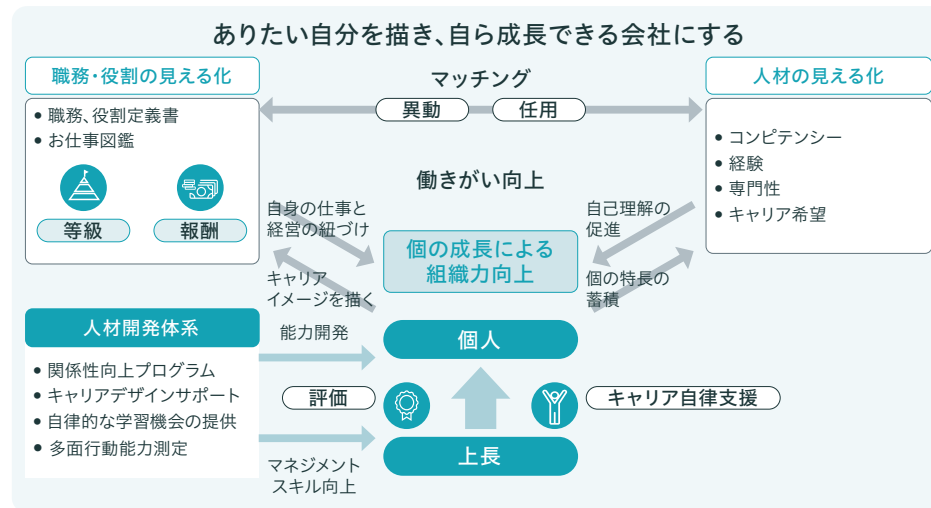 ありたい自分を描き、自ら成長できる会社にする
職務・役割の見える化
• 職務、役割定義書
• お仕事図鑑
等級
報酬
マッチング
異動
任用
人材の見える化
• コンピテンシー
• 経験
• 専門性
• キャリア希望
働きがい向上
自身の仕事と
経営の紐づけ
自己理解の
促進
個の成長による
組織力向上
キャリア
イメージを描く
個の特長の
蓄積
人材開発体系
• 関係性向上プログラム
• キャリアデザインサポート
• 自律的な学習機会の提供
• 多面行動能力測定
能力開発
個人
評価
キャリア自律支援
上長
マネジメント
スキル向上